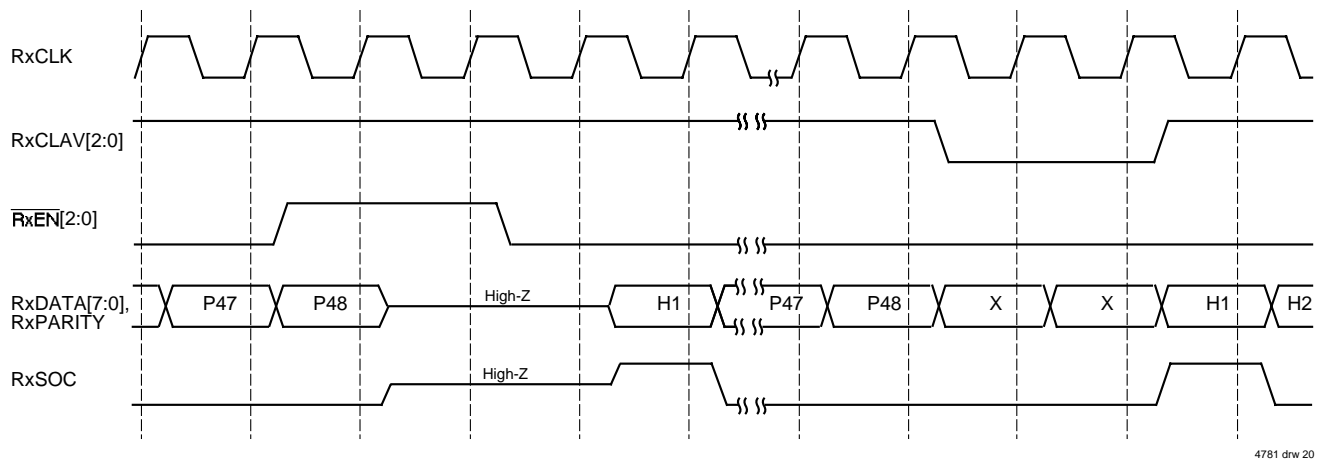 RxCLK
RxCLAV[2:0]
RxEN[2:0]
RxDATA[7:0], P47 P48 High-Z H1 P47 P48 X X H1 H2
RxPARITY
RxSOC High-Z
4781 drw 20